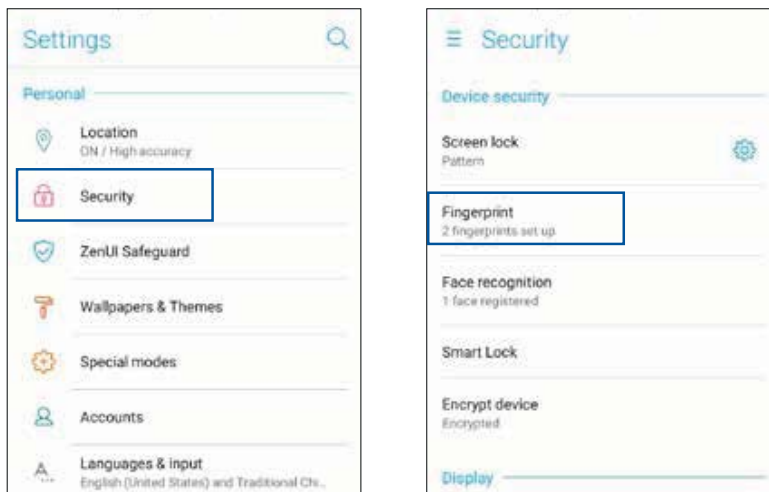 Settings
Personal
Location
ON / High accuracy
Security
ZenUI Safeguard
Wallpapers & Themes
Special modes
Accounts
Languages & input
English (United States) and Traditional Chi...
Security
Device security
Screen lock
Pattern
Fingerprint
2 fingerprints set up
Face recognition
1 face registered
Smart Lock
Encrypt device
Encrypted
Display